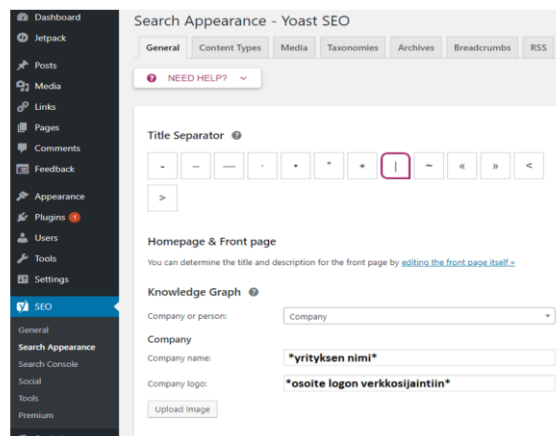 Dashboard
Jetpack
Posts
Media
Links
Pages
Comments
Feedback
Appearance
Plugins 1
Users
Tools
Settings
SEO
General
Search Appearance
Search Console
Social
Tools
Premium
Search Appearance - Yoast SEO
General Content Types Media Taxonomies Archives Breadcrumbs RSS
NEED HELP?
Title Separator
- – — · • * ⋆ | ~ « » <
>
Homepage & Front page
You can determine the title and description for the front page by editing the front page itself »
Knowledge Graph
Company or person: Company
Company
Company name: *yrityksen nimi*
Company logo: *osoite logon verkkosijaintiin*
Upload Image